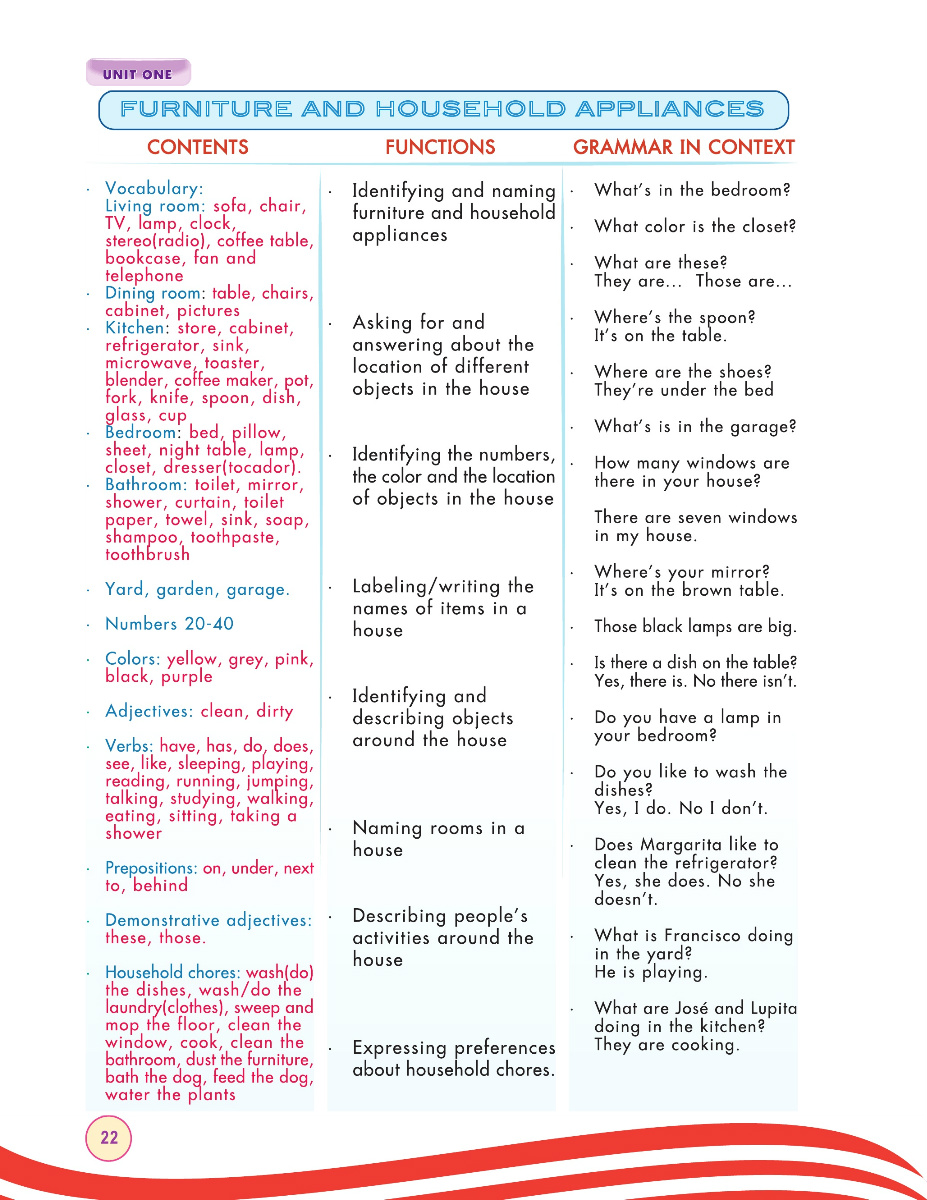 UNIT ONE
FURNITURE AND HOUSEHOLD APPLIANCES
CONTENTS
· Vocabulary:
Living room: sofa, chair,
TV, lamp, clock,
stereo(radio), coffee table,
bookcase, fan and
telephone
· Dining room: table, chairs,
cabinet, pictures
· Kitchen: store, cabinet,
refrigerator, sink,
microwave, toaster,
blender, coffee maker, pot,
fork, knife, spoon, dish,
glass, cup
· Bedroom: bed, pillow,
sheet, night table, lamp,
closet, dresser(tocador).
· Bathroom: toilet, mirror,
shower, curtain, toilet
paper, towel, sink, soap,
shampoo, toothpaste,
toothbrush
· Yard, garden, garage.
· Numbers 20-40
· Colors: yellow, grey, pink,
black, purple
· Adjectives: clean, dirty
· Verbs: have, has, do, does,
see, like, sleeping, playing,
reading, running, jumping,
talking, studying, walking,
eating, sitting, taking a
shower
· Prepositions: on, under, next
to, behind
· Demonstrative adjectives:
these, those.
· Household chores: wash(do)
the dishes, wash/do the
laundry(clothes), sweep and
mop the floor, clean the
window, cook, clean the
bathroom, dust the furniture,
bath the dog, feed the dog,
water the plants
FUNCTIONS
· Identifying and naming
furniture and household
appliances
· Asking for and
answering about the
location of different
objects in the house
· Identifying the numbers,
the color and the location
of objects in the house
· Labeling/writing the
names of items in a
house
· Identifying and
describing objects
around the house
· Naming rooms in a
house
· Describing people's
activities around the
house
· Expressing preferences
about household chores.
GRAMMAR IN CONTEXT
· What's in the bedroom?
· What color is the closet?
· What are these?
They are... Those are...
· Where's the spoon?
It's on the table.
· Where are the shoes?
They're under the bed
· What's is in the garage?
· How many windows are
there in your house?
There are seven windows
in my house.
· Where's your mirror?
It's on the brown table.
· Those black lamps are big.
· Is there a dish on the table?
Yes, there is. No there isn't.
· Do you have a lamp in
your bedroom?
· Do you like to wash the
dishes?
Yes, I do. No I don't.
· Does Margarita like to
clean the refrigerator?
Yes, she does. No she
doesn't.
· What is Francisco doing
in the yard?
He is playing.
· What are José and Lupita
doing in the kitchen?
They are cooking.
22